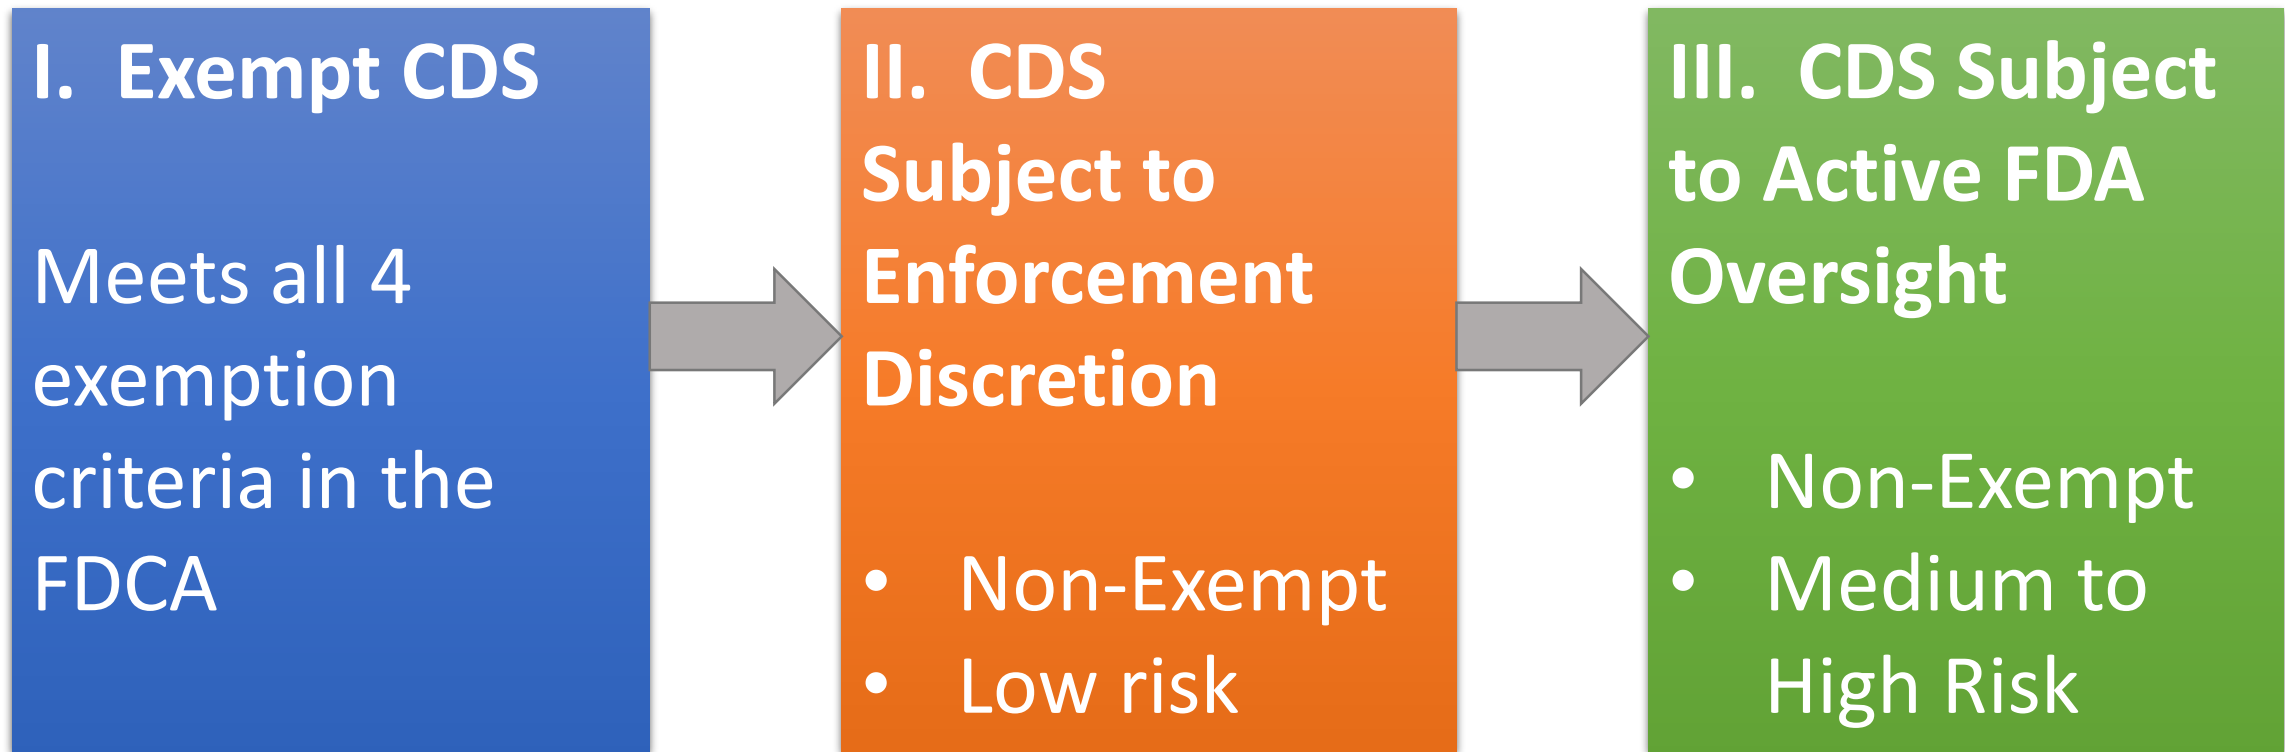 I. Exempt CDS
Meets all 4
exemption
criteria in the
FDCA
II. CDS
Subject to
Enforcement
Discretion
• Non-Exempt
• Low risk
III. CDS Subject
to Active FDA
Oversight
• Non-Exempt
• Medium to
High Risk